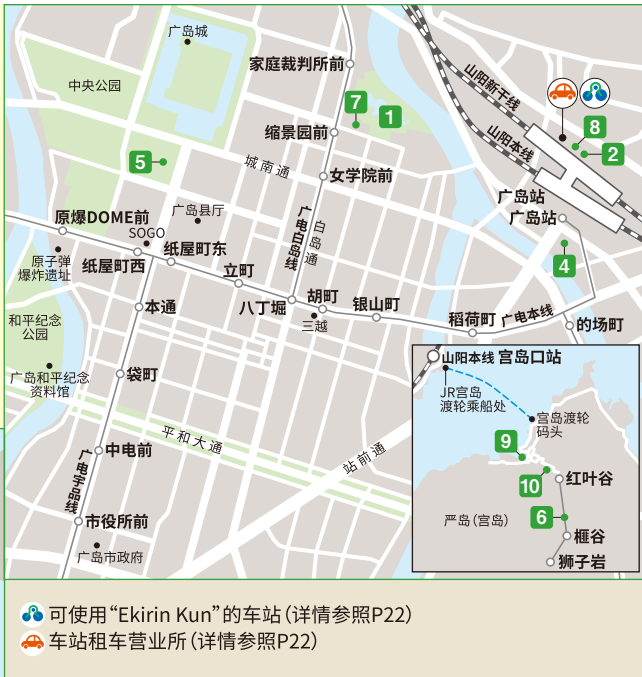 广岛城
家庭裁判所前
中央公园
7
1
缩景园前
山阳新干线
山阳本线
8
2
5
城南通
女学院前
广岛站
广岛站
原爆DOME前
SOGO
广岛县厅
广电白岛线
白岛通
4
原子弹
爆炸遗址
纸屋町西
纸屋町东
立町
八丁堀
胡町
银山町
三越
本通
稻荷町
广电本线
的场町
和平纪念
公园
广岛和平纪念
资料馆
袋町
平和大通
站前通
中电前
广电宇品线
市役所前
广岛市政府
山阳本线 宫岛口站
JR宫岛
渡轮乘船处
宫岛渡轮
码头
9
10
红叶谷
严岛(宫岛)
6
榧谷
狮子岩
可使用“Ekirin Kun”的车站(详情参照P22)
车站租车营业所(详情参照P22)